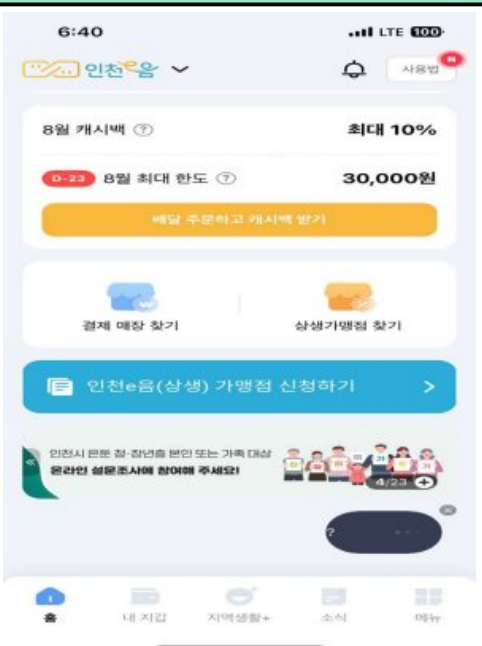 6:40
LTE 100
인천e음
사용법
N
8월 캐시백 ?
최대 10%
D-23 8월 최대 한도 ?
30,000원
배달 주문하고 캐시백 받기
결제 매장 찾기
상생가맹점 찾기
인천e음(상생) 가맹점 신청하기 >
인천시 은둔 청·장년층 본인 또는 가족 대상
온라인 설문조사에 참여해 주세요!
4/23 +
?
홈
내 지갑
지역생활+
소식
메뉴